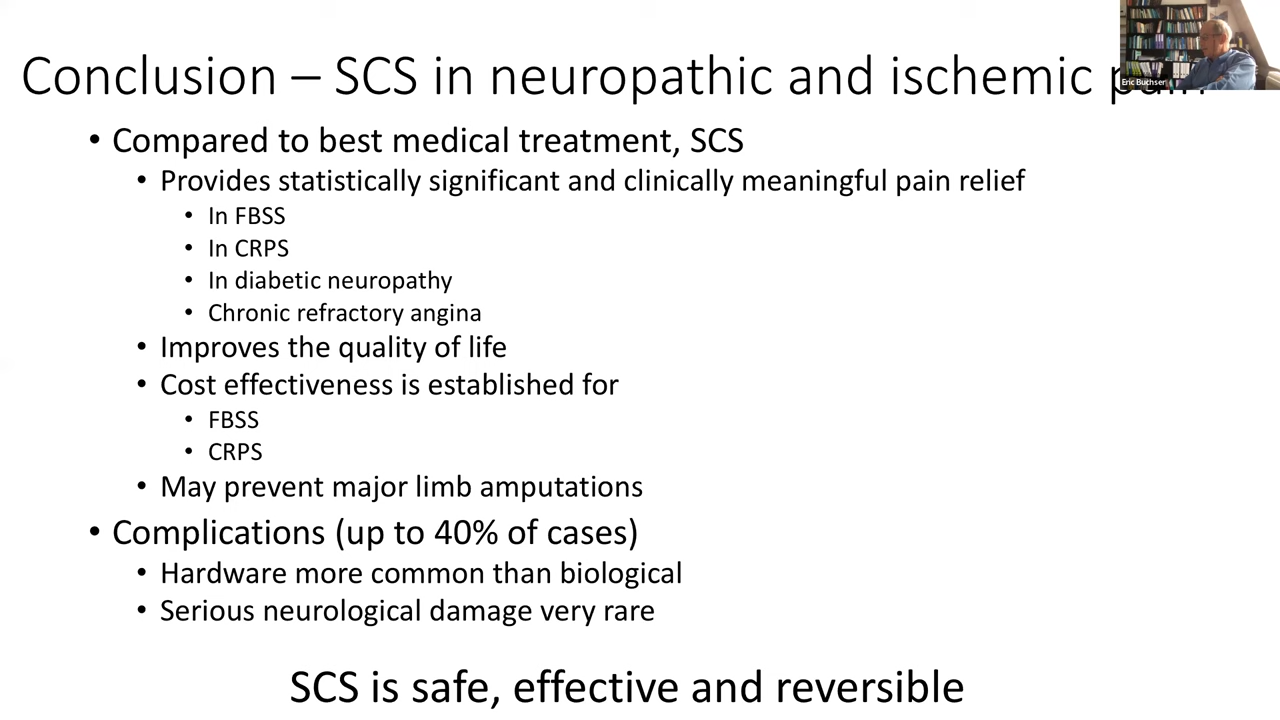 Conclusion – SCS in neuropathic and ischemic pain
Eric Buchser
• Compared to best medical treatment, SCS
• Provides statistically significant and clinically meaningful pain relief
• In FBSS
• In CRPS
• In diabetic neuropathy
• Chronic refractory angina
• Improves the quality of life
• Cost effectiveness is established for
• FBSS
• CRPS
• May prevent major limb amputations
• Complications (up to 40% of cases)
• Hardware more common than biological
• Serious neurological damage very rare
SCS is safe, effective and reversible